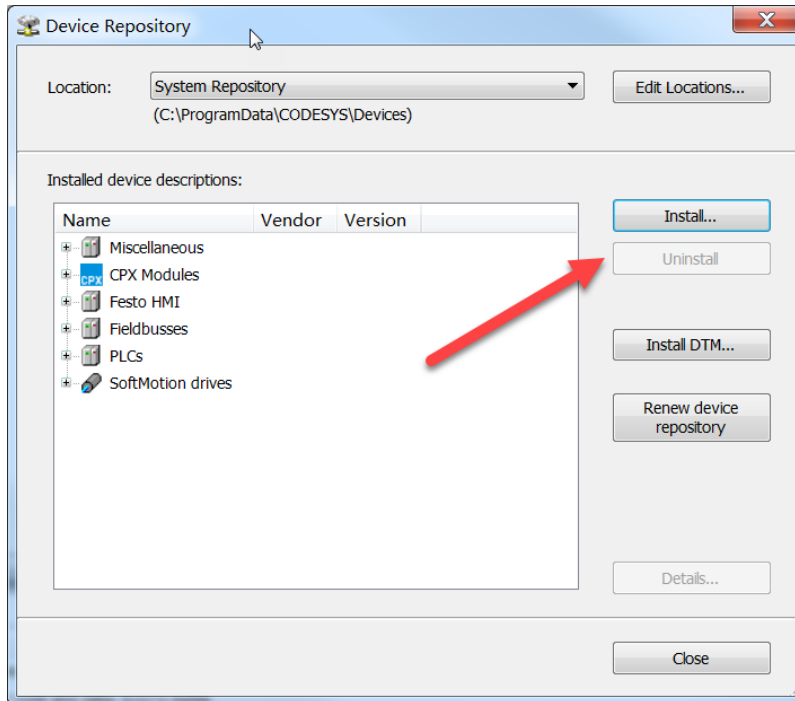 Device Repository
Location:
System Repository
Edit Locations...
(C:\ProgramData\CODESYS\Devices)
Installed device descriptions:
Name Vendor Version
Install...
Miscellaneous
Uninstall
CPX CPX Modules
Festo HMI
Fieldbusses
Install DTM...
PLCs
SoftMotion drives
Renew device
repository
Details...
Close